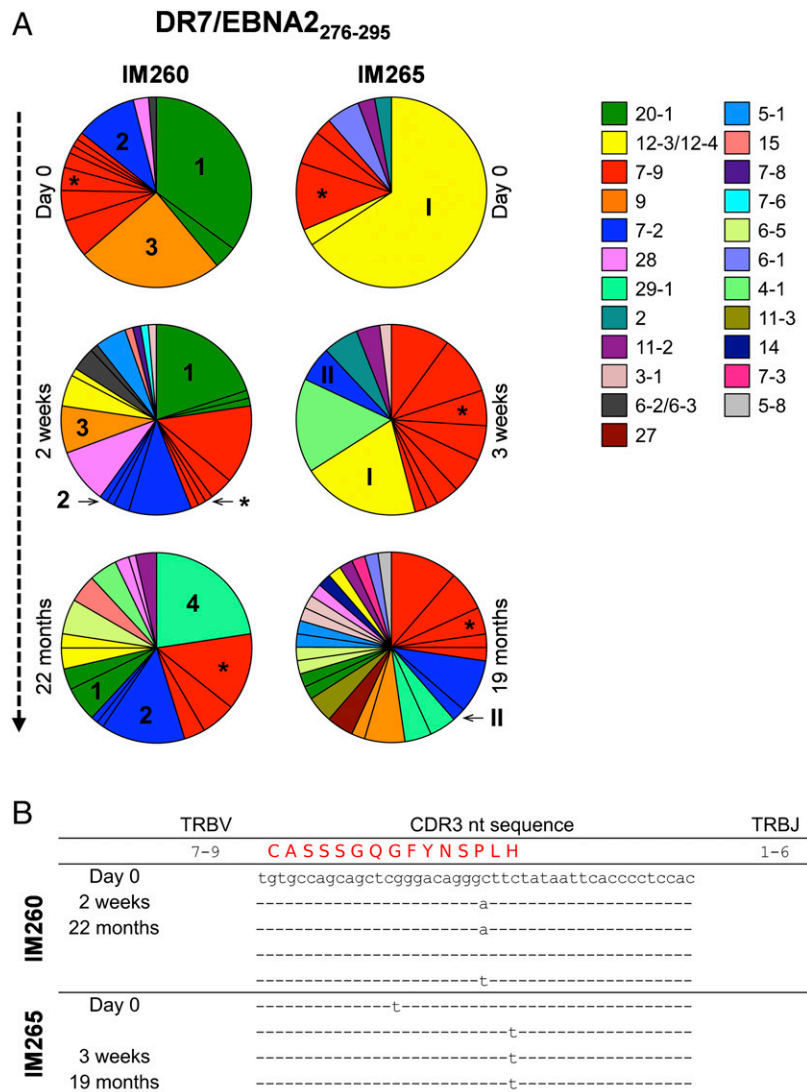 A
DR7/EBNA2276-295
IM260
IM265
Day 0
1
2
3
*
Day 0
I
*
2 weeks
1
2
3
*
3 weeks
I
II
*
22 months
1
2
4
*
19 months
II
*
20-1
12-3/12-4
7-9
9
7-2
28
29-1
2
11-2
3-1
6-2/6-3
27
5-1
15
7-8
7-6
6-5
6-1
4-1
11-3
14
7-3
5-8
B
TRBV CDR3 nt sequence TRBJ
7-9 C A S S S G Q G F Y N S P L H 1-6
IM260
Day 0 tgtgccagcagctcgggacagggcttctataattcacccctccac
2 weeks -----------------------a---------------------
22 months -----------------------a---------------------
---------------------------------------------
-----------------------t---------------------
IM265
Day 0 --------------t------------------------------
--------------------------t------------------
3 weeks --------------------------t------------------
19 months --------------------------t------------------